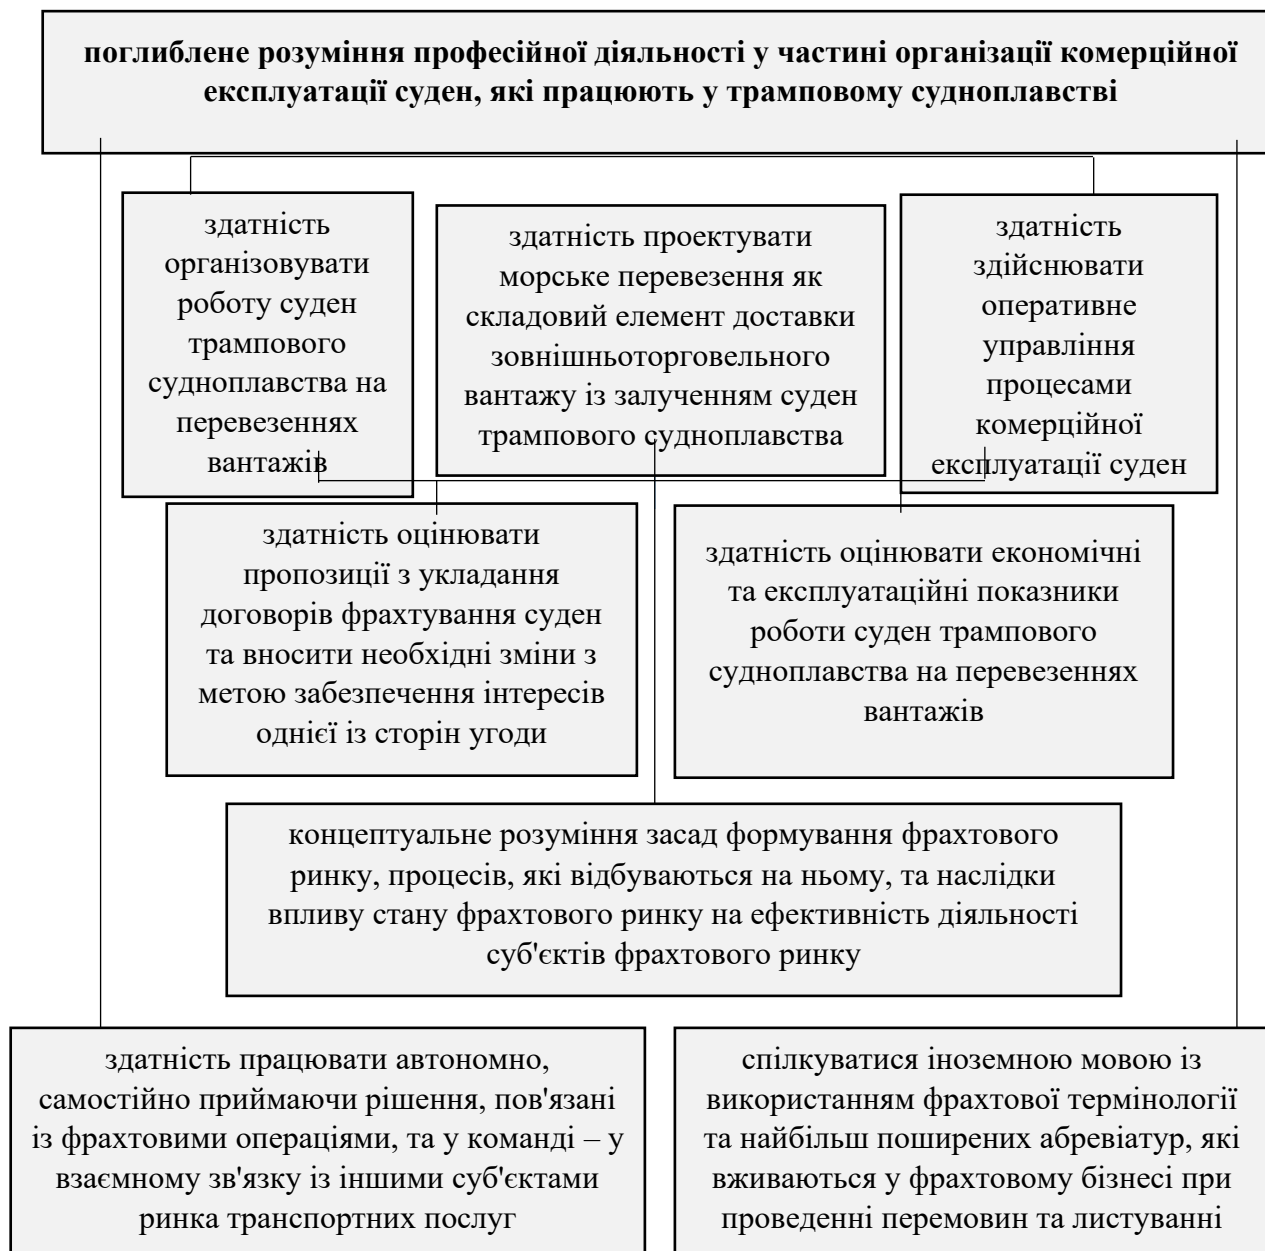 поглиблене розуміння професійної діяльності у частині організації комерційної
експлуатації суден, які працюють у трамповому судноплавстві
здатність
організовувати
роботу суден
трампового
судноплавства на
перевезеннях
вантажів
здатність проектувати
морське перевезення як
складовий елемент доставки
зовнішньоторговельного
вантажу із залученням суден
трампового судноплавства
здатність
здійснювати
оперативне
управління
процесами
комерційної
експлуатації суден
здатність оцінювати
пропозиції з укладання
договорів фрахтування суден
та вносити необхідні зміни з
метою забезпечення інтересів
однієї із сторін угоди
здатність оцінювати економічні
та експлуатаційні показники
роботи суден трампового
судноплавства на перевезеннях
вантажів
концептуальне розуміння засад формування фрахтового
ринку, процесів, які відбуваються на ньому, та наслідки
впливу стану фрахтового ринку на ефективність діяльності
суб'єктів фрахтового ринку
здатність працювати автономно,
самостійно приймаючи рішення, пов'язані
із фрахтовими операціями, та у команді – у
взаємному зв'язку із іншими суб'єктами
ринка транспортних послуг
спілкуватися іноземною мовою із
використанням фрахтової термінології
та найбільш поширених абревіатур, які
вживаються у фрахтовому бізнесі при
проведенні перемовин та листуванні